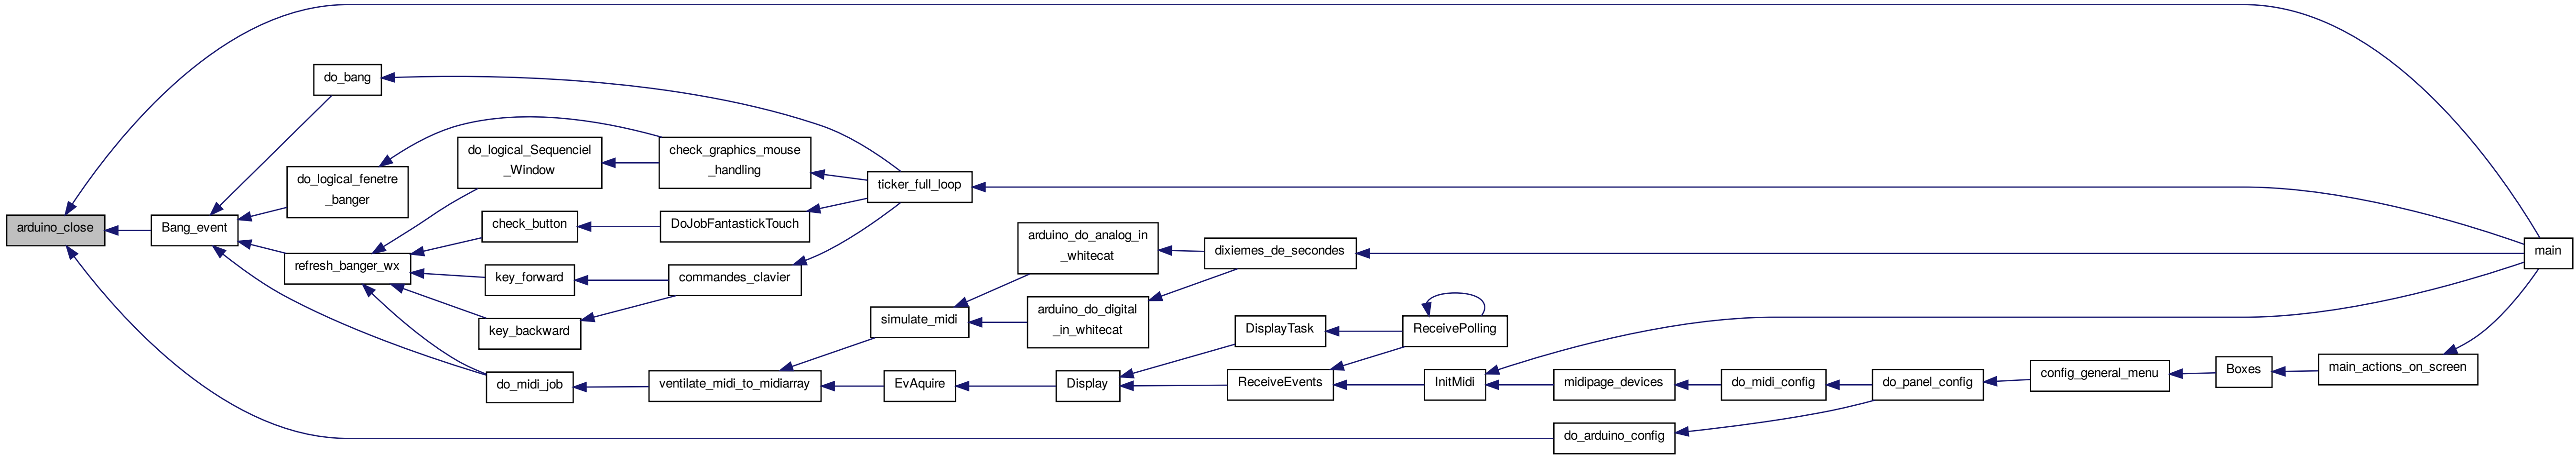 arduino_close
Bang_event
do_bang
do_logical_fenetre
_banger
refresh_banger_wx
do_logical_Sequenciel
_Window
check_button
key_forward
key_backward
do_midi_job
check_graphics_mouse
_handling
DoJobFantastickTouch
commandes_clavier
ventilate_midi_to_midiarray
ticker_full_loop
simulate_midi
EvAquire
arduino_do_analog_in
_whitecat
arduino_do_digital
_in_whitecat
Display
dixiemes_de_secondes
DisplayTask
ReceiveEvents
ReceivePolling
InitMidi
midipage_devices
do_arduino_config
do_midi_config
do_panel_config
config_general_menu
Boxes
main_actions_on_screen
main